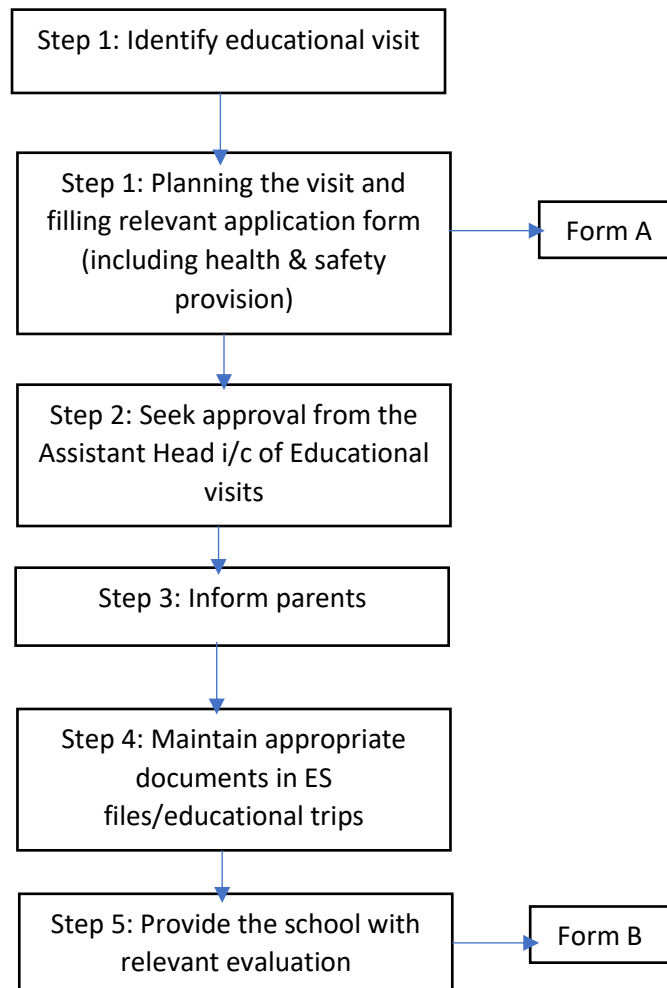 Step 1: Identify educational visit
Step 1: Planning the visit and
filling relevant application form
(including health & safety
provision)
Form A
Step 2: Seek approval from the
Assistant Head i/c of Educational
visits
Step 3: Inform parents
Step 4: Maintain appropriate
documents in ES
files/educational trips
Step 5: Provide the school with
relevant evaluation
Form B